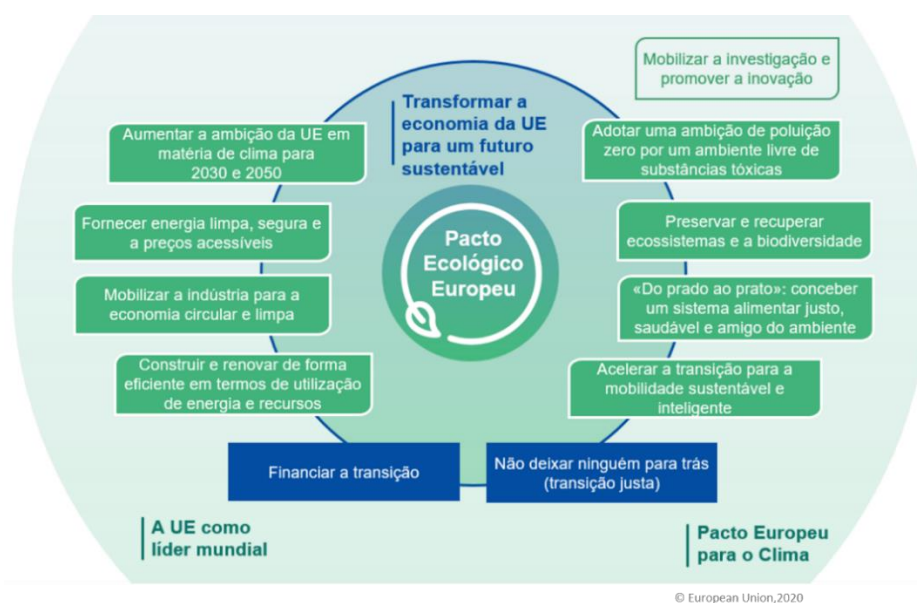 Mobilizar a investigação e
promover a inovação
Transformar a
economia da UE
para um futuro
sustentável
Aumentar a ambição da UE em
matéria de clima para
2030 e 2050
Adotar uma ambição de poluição
zero por um ambiente livre de
substâncias tóxicas
Fornecer energia limpa, segura e
a preços acessíveis
Pacto
Ecológico
Europeu
Preservar e recuperar
ecossistemas e a biodiversidade
Mobilizar a indústria para a
economia circular e limpa
«Do prado ao prato»: conceber
um sistema alimentar justo,
saudável e amigo do ambiente
Construir e renovar de forma
eficiente em termos de utilização
de energia e recursos
Acelerar a transição para a
mobilidade sustentável e
inteligente
Financiar a transição
Não deixar ninguém para trás
(transição justa)
A UE como
líder mundial
Pacto Europeu
para o Clima
© European Union,2020